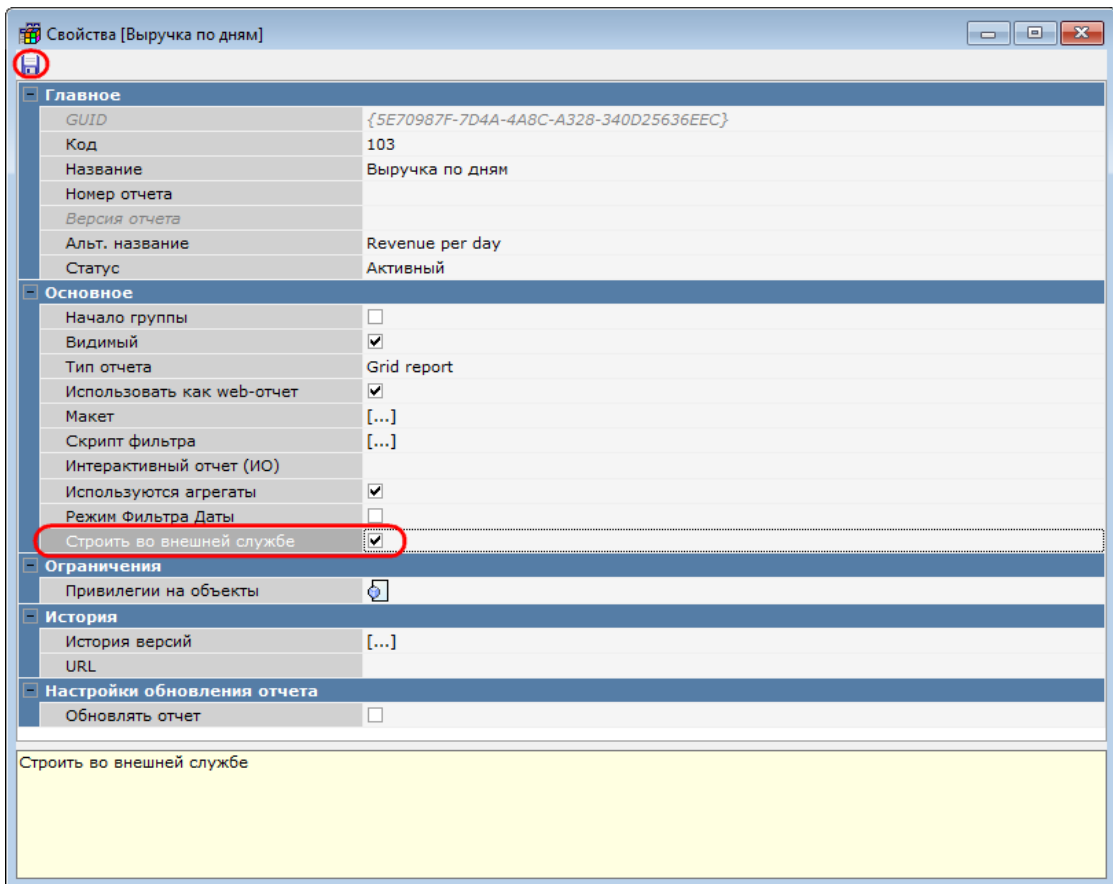 Свойства [Выручка по дням]
Главное
GUID {5E70987F-7D4A-4A8C-A328-340D25636EEC}
Код 103
Название Выручка по дням
Номер отчета
Версия отчета
Альт. название Revenue per day
Статус Активный
Основное
Начало группы
Видимый
Тип отчета Grid report
Использовать как web-отчет
Макет [...]
Скрипт фильтра [...]
Интерактивный отчет (ИО)
Используются агрегаты
Режим Фильтра Даты
Строить во внешней службе
Ограничения
Привилегии на объекты
История
История версий [...]
URL
Настройки обновления отчета
Обновлять отчет
Строить во внешней службе